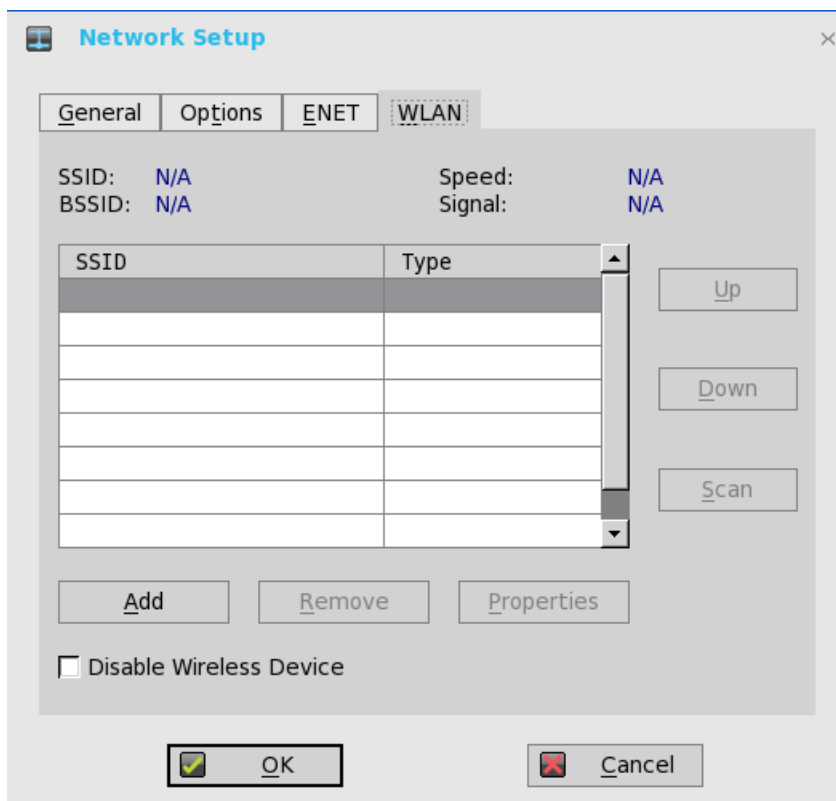 Network Setup
General Options ENET WLAN
SSID: N/A Speed: N/A
BSSID: N/A Signal: N/A
SSID Type
Up
Down
Scan
Add Remove Properties
Disable Wireless Device
OK Cancel